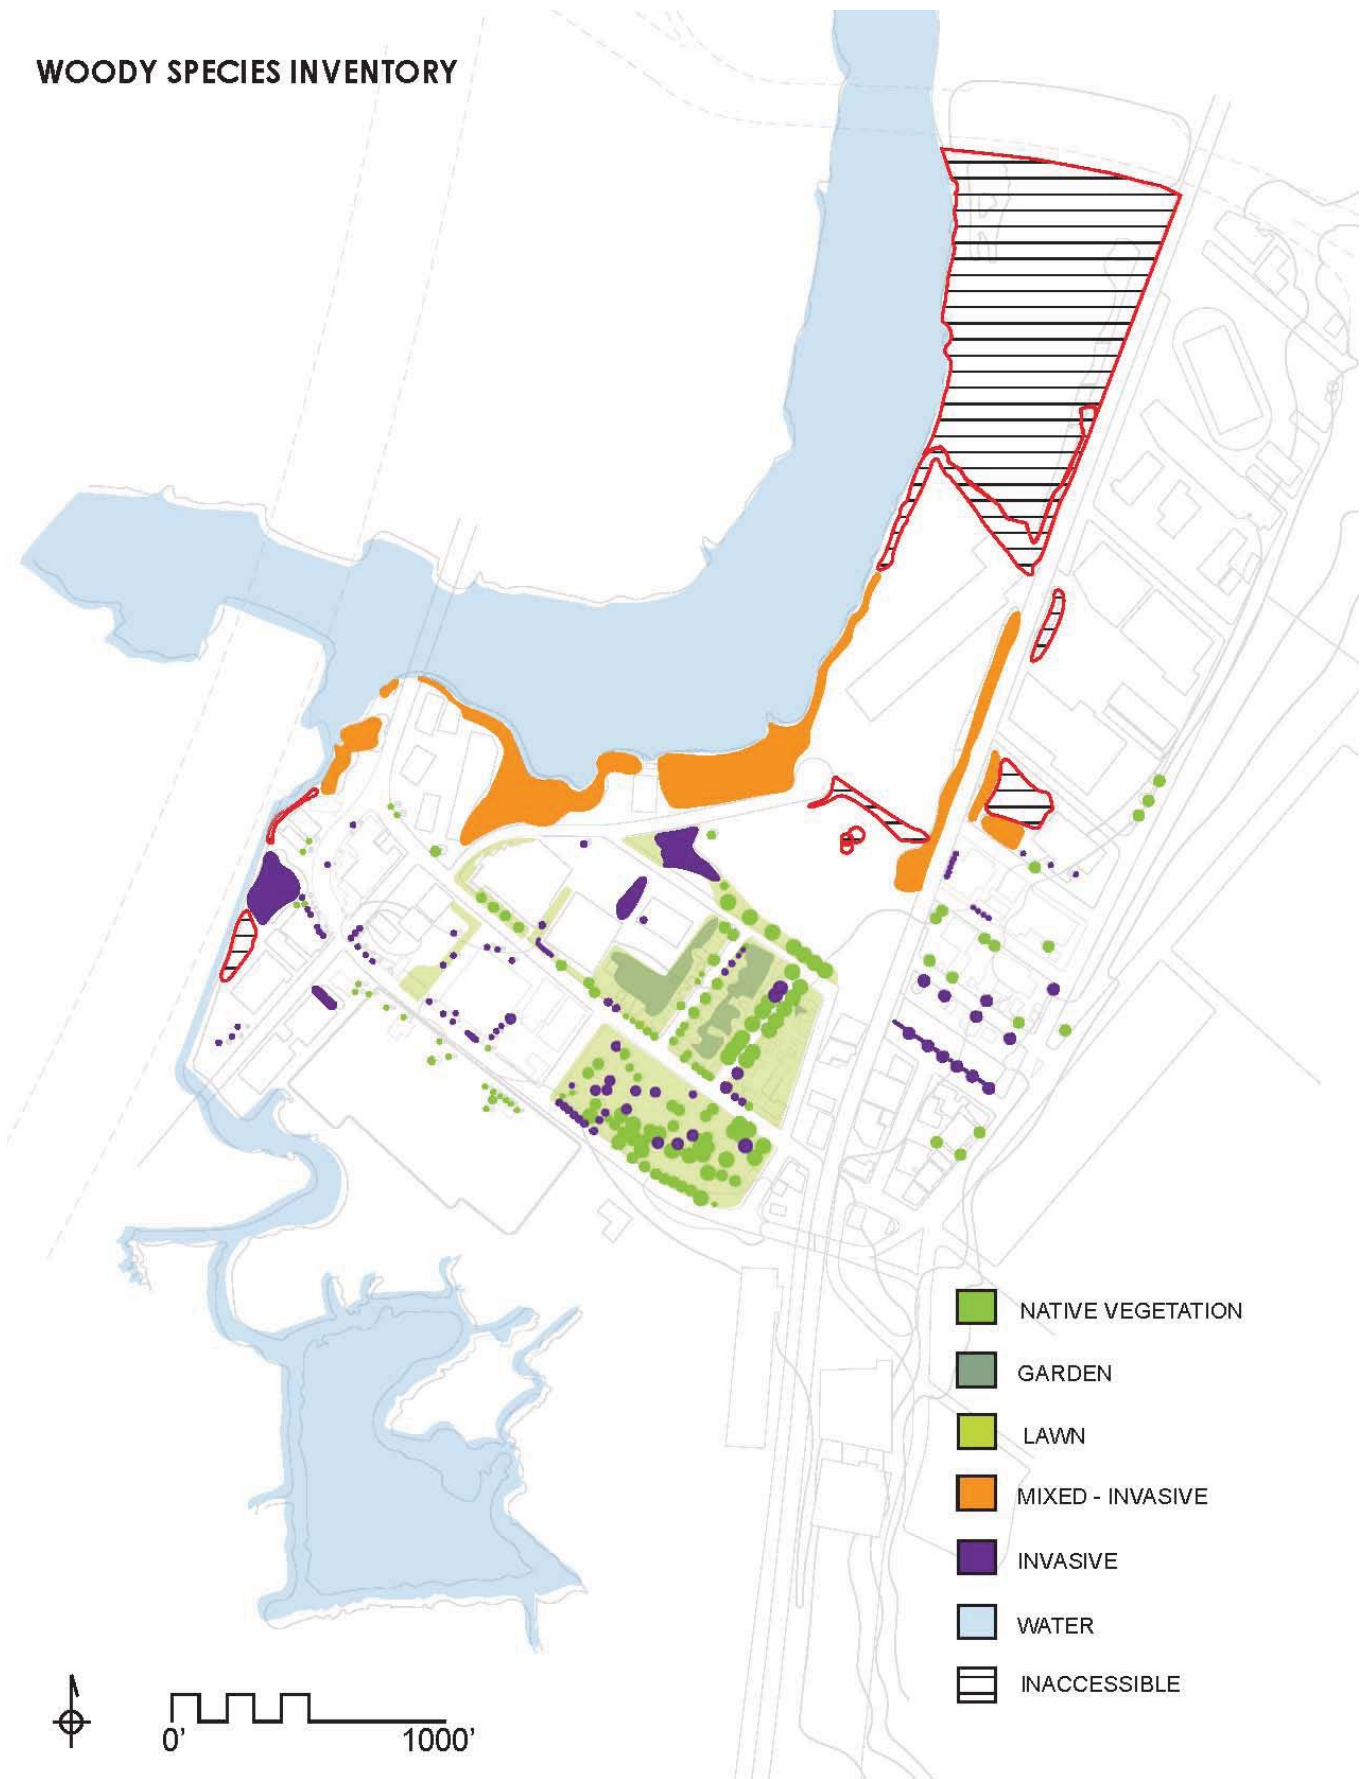 WOODY SPECIES INVENTORY
NATIVE VEGETATION
GARDEN
LAWN
MIXED - INVASIVE
INVASIVE
WATER
INACCESSIBLE
0' 1000'